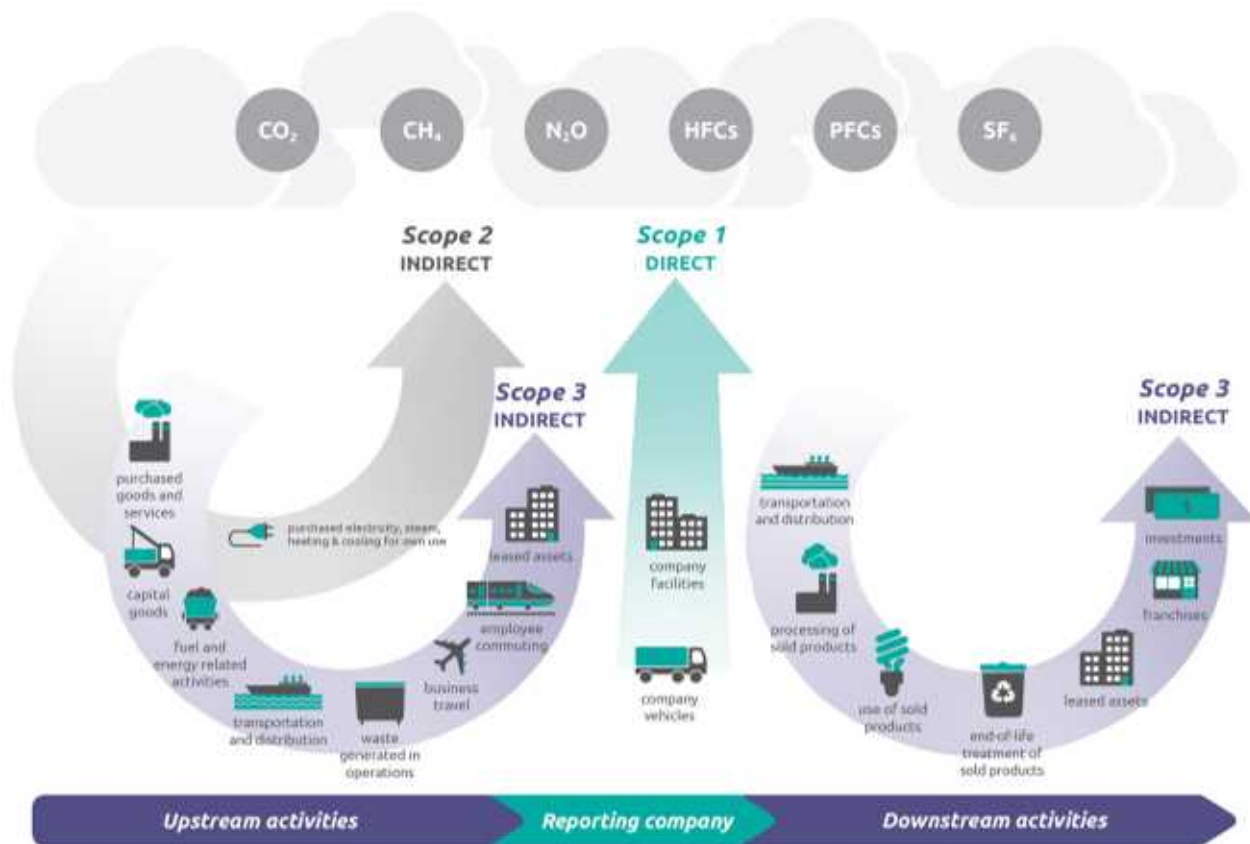 CO₂
CH₄
N₂O
HFCs
PFCs
SF₆
Scope 2
INDIRECT
Scope 1
DIRECT
Scope 3
INDIRECT
Scope 3
INDIRECT
purchased
goods and
services
capital
goods
fuel and
energy related
activities
purchased electricity, steam,
heating & cooling for own use
transportation
and distribution
waste
generated in
operations
business
travel
employee
commuting
leased assets
company
facilities
company
vehicles
transportation
and distribution
processing of
sold products
use of sold
products
end-of-life
treatment of
sold products
leased assets
franchises
investments
Upstream activities
Reporting company
Downstream activities